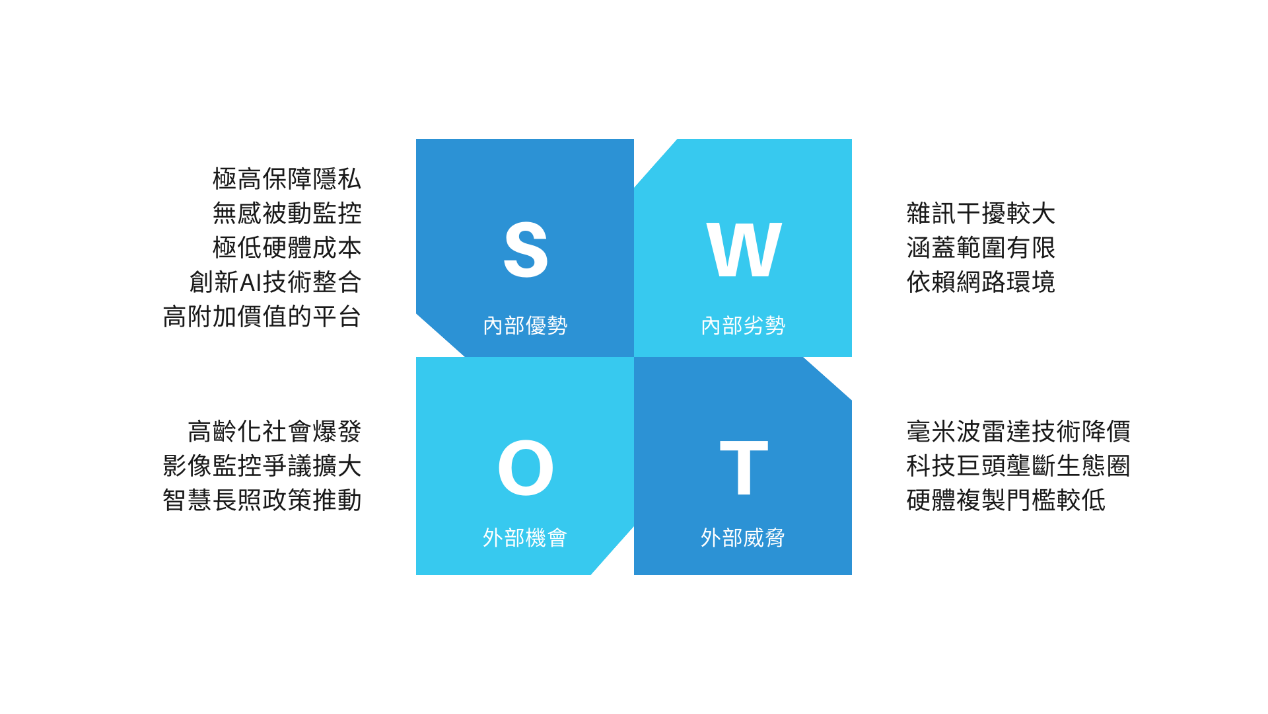 極高保障隱私
無感被動監控
極低硬體成本
創新AI技術整合
高附加價值的平台
S
內部優勢
W
內部劣勢
雜訊干擾較大
涵蓋範圍有限
依賴網路環境
高齡化社會爆發
影像監控爭議擴大
智慧長照政策推動
O
外部機會
T
外部威脅
毫米波雷達技術降價
科技巨頭壟斷生態圈
硬體複製門檻較低